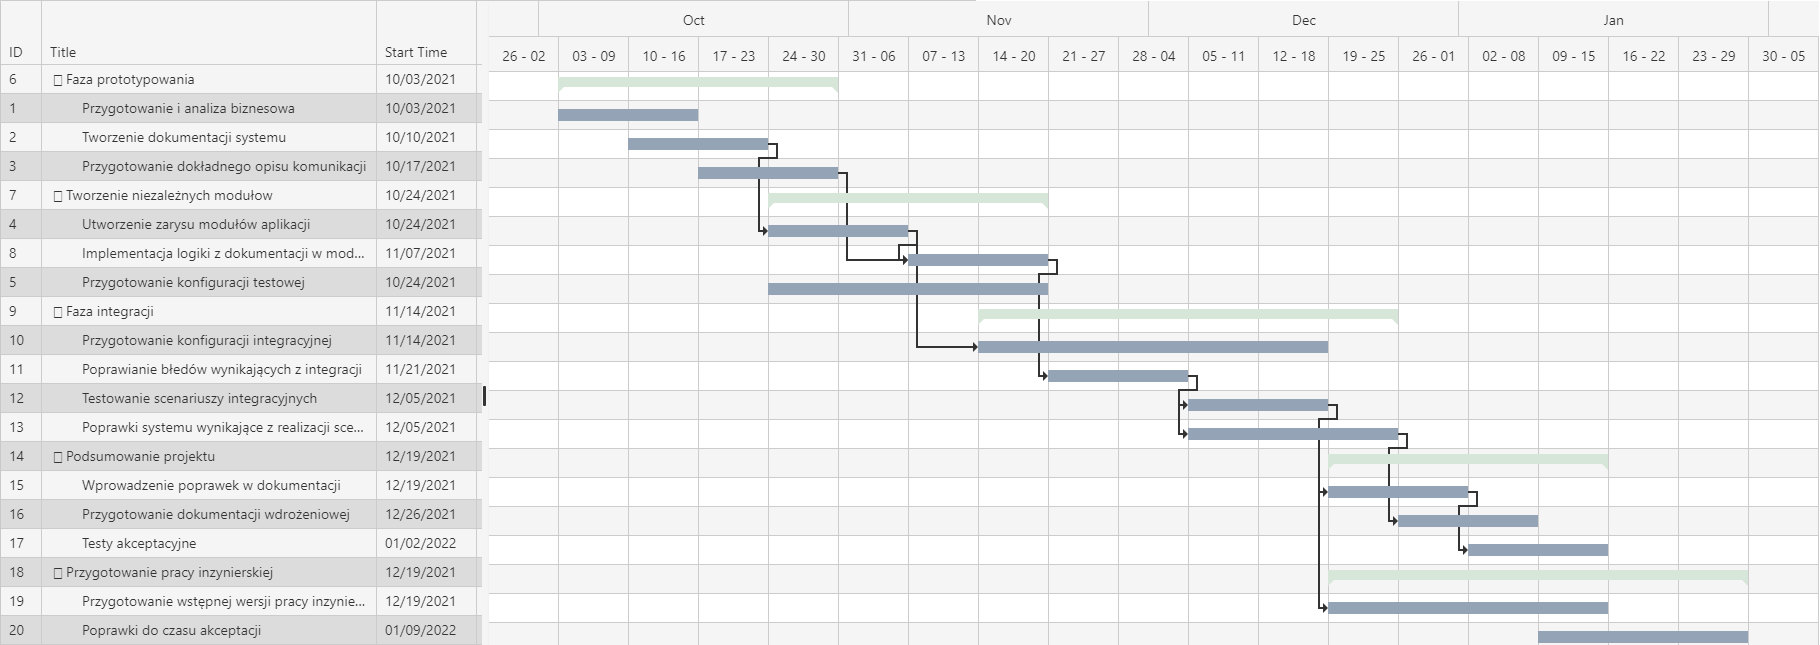 Oct Nov Dec Jan
ID Title Start Time 26 - 02 03 - 09 10 - 16 17 - 23 24 - 30 31 - 06 07 - 13 14 - 20 21 - 27 28 - 04 05 - 11 12 - 18 19 - 25 26 - 01 02 - 08 09 - 15 16 - 22 23 - 29 30 - 05
6 Faza prototypowania 10/03/2021
1 Przygotowanie i analiza biznesowa 10/03/2021
2 Tworzenie dokumentacji systemu 10/10/2021
3 Przygotowanie dokładnego opisu komunikacji 10/17/2021
7 Tworzenie niezależnych modułow 10/24/2021
4 Utworzenie zarysu modułów aplikacji 10/24/2021
8 Implementacja logiki z dokumentacji w mod... 11/07/2021
5 Przygotowanie konfiguracji testowej 10/24/2021
9 Faza integracji 11/14/2021
10 Przygotowanie konfiguracji integracyjnej 11/14/2021
11 Poprawianie błedów wynikających z integracji 11/21/2021
12 Testowanie scenariuszy integracyjnych 12/05/2021
13 Poprawki systemu wynikające z realizacji sce... 12/05/2021
14 Podsumowanie projektu 12/19/2021
15 Wprowadzenie poprawek w dokumentacji 12/19/2021
16 Przygotowanie dokumentacji wdrożeniowej 12/26/2021
17 Testy akceptacyjne 01/02/2022
18 Przygotowanie pracy inzynierskiej 12/19/2021
19 Przygotowanie wstępnej wersji pracy inzynie... 12/19/2021
20 Poprawki do czasu akceptacji 01/09/2022